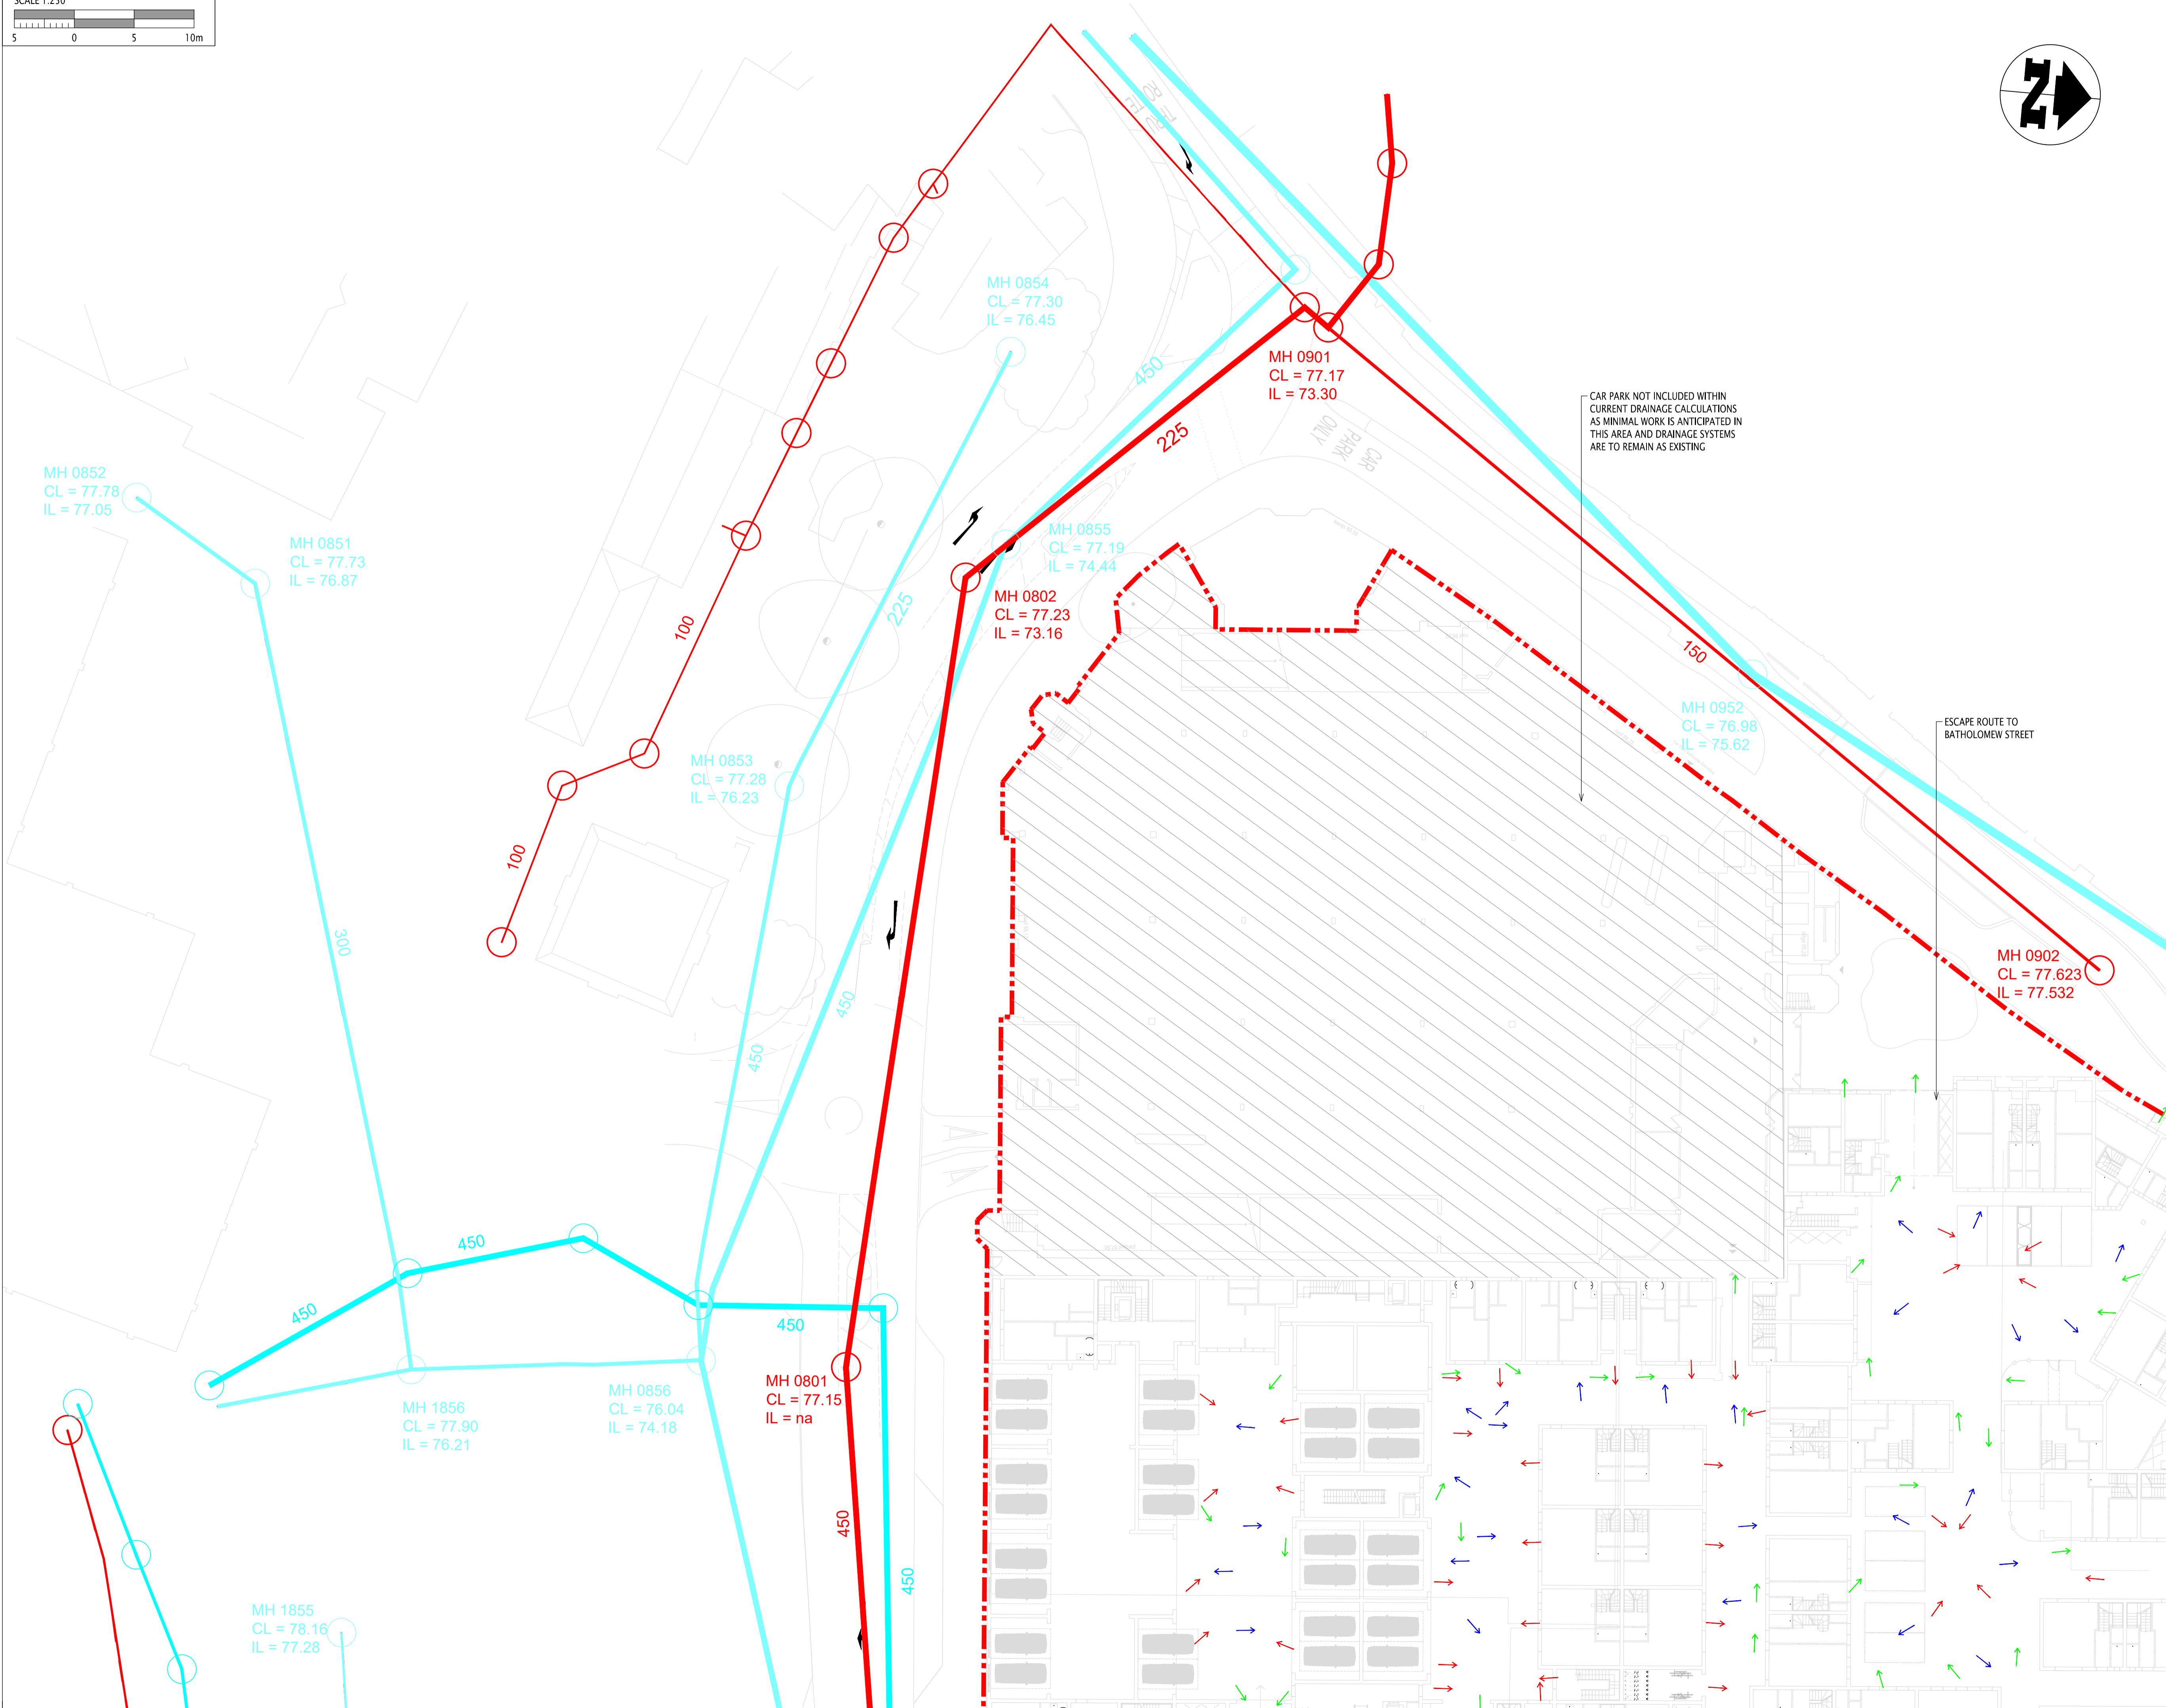 SCALE 1:250
5 0 5 10m
N
THRU
ROUTE
MH 0854
CL = 77.30
IL = 76.45
450
MH 0901
CL = 77.17
IL = 73.30
225
CAR
PARK
ONLY
CAR PARK NOT INCLUDED WITHIN
CURRENT DRAINAGE CALCULATIONS
AS MINIMAL WORK IS ANTICIPATED IN
THIS AREA AND DRAINAGE SYSTEMS
ARE TO REMAIN AS EXISTING
MH 0852
CL = 77.78
IL = 77.05
MH 0851
CL = 77.73
IL = 76.87
MH 0855
CL = 77.19
IL = 74.44
MH 0802
CL = 77.23
IL = 73.16
225
100
150
MH 0952
CL = 76.98
IL = 75.62
ESCAPE ROUTE TO
BATHOLOMEW STREET
MH 0853
CL = 77.28
IL = 76.23
100
300
450
450
MH 0902
CL = 77.623
IL = 77.532
450
450
450
MH 0801
CL = 77.15
IL = na
MH 0856
CL = 76.04
IL = 74.18
MH 1856
CL = 77.90
IL = 76.21
450
450
MH 1855
CL = 78.16
IL = 77.28